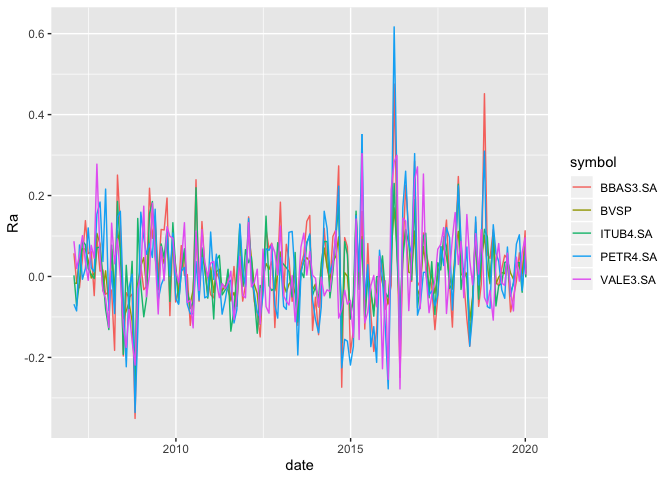 0.6
0.4
0.2
0.0
-0.2
Ra
2010
2015
2020
date
symbol
BBAS3.SA
BVSP
ITUB4.SA
PETR4.SA
VALE3.SA